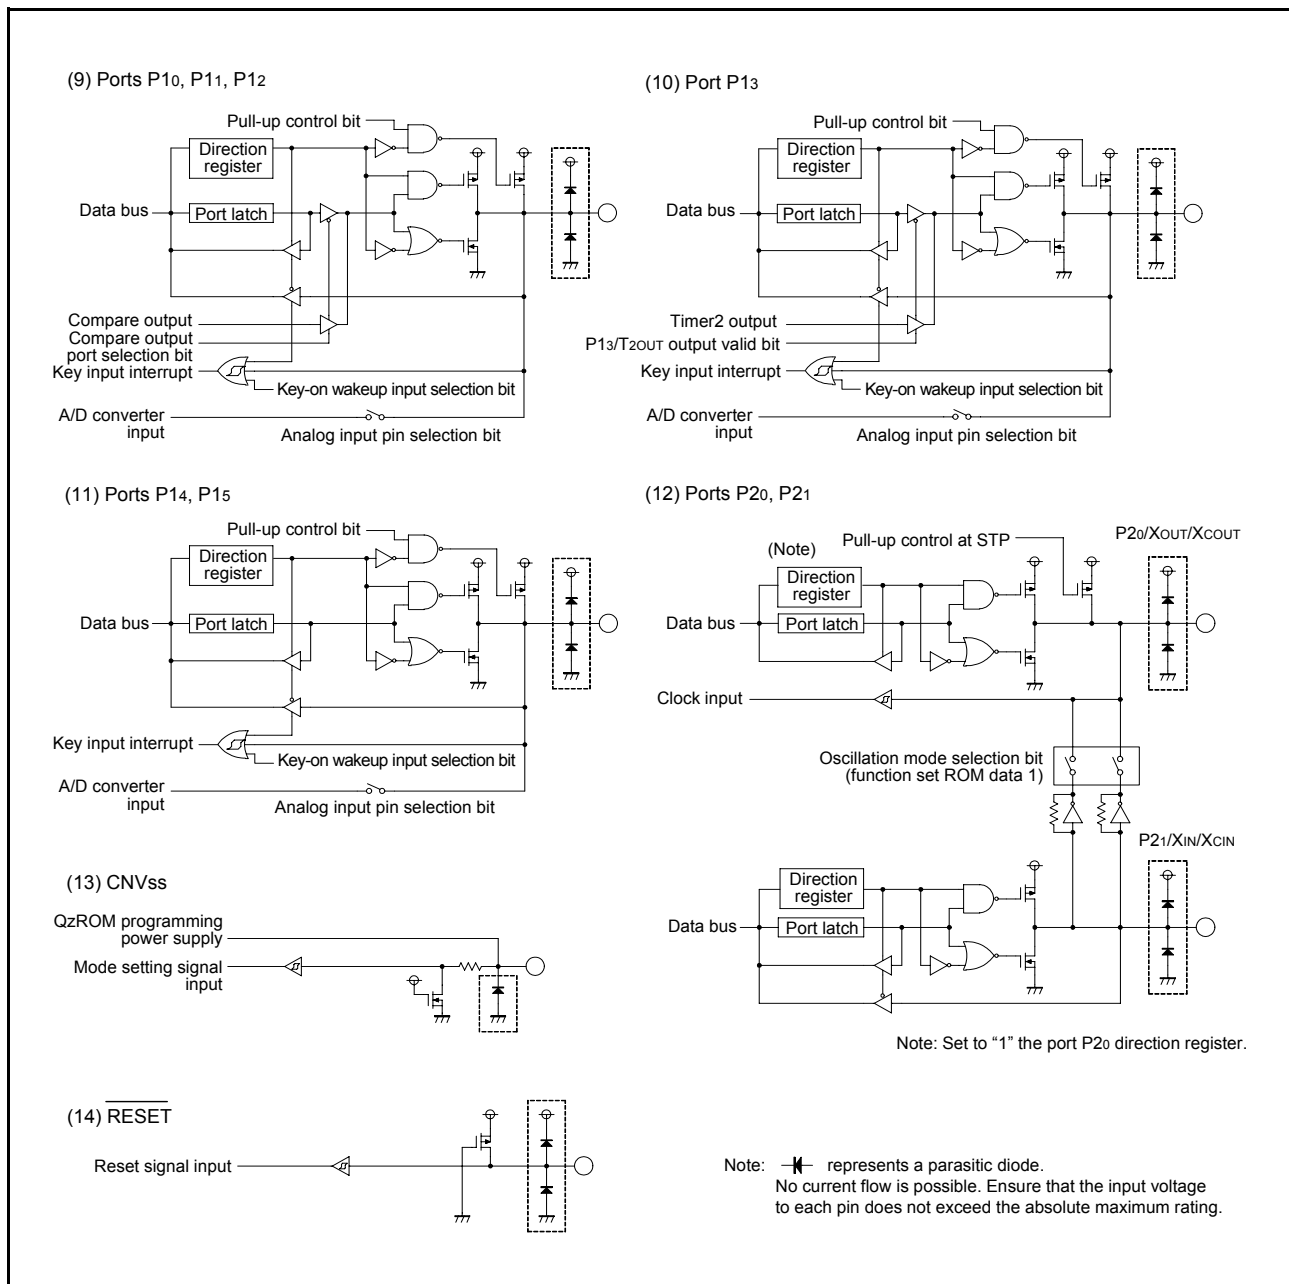 (9) Ports P10, P11, P12
Pull-up control bit
Direction
register
Data bus
Port latch
Compare output
Compare output
port selection bit
Key input interrupt
Key-on wakeup input selection bit
A/D converter
input
Analog input pin selection bit
(10) Port P13
Pull-up control bit
Direction
register
Data bus
Port latch
Timer2 output
P13/T2OUT output valid bit
Key input interrupt
Key-on wakeup input selection bit
A/D converter
input
Analog input pin selection bit
(11) Ports P14, P15
Pull-up control bit
Direction
register
Data bus
Port latch
Key input interrupt
Key-on wakeup input selection bit
A/D converter
input
Analog input pin selection bit
(12) Ports P20, P21
(Note)
Pull-up control at STP
P20/XOUT/XCOUT
Direction
register
Data bus
Port latch
Clock input
Oscillation mode selection bit
(function set ROM data 1)
P21/XIN/XCIN
Direction
register
Data bus
Port latch
Note: Set to “1” the port P20 direction register.
(13) CNVss
QzROM programming
power supply
Mode setting signal
input
(14) RESET
Reset signal input
Note: represents a parasitic diode.
No current flow is possible. Ensure that the input voltage
to each pin does not exceed the absolute maximum rating.